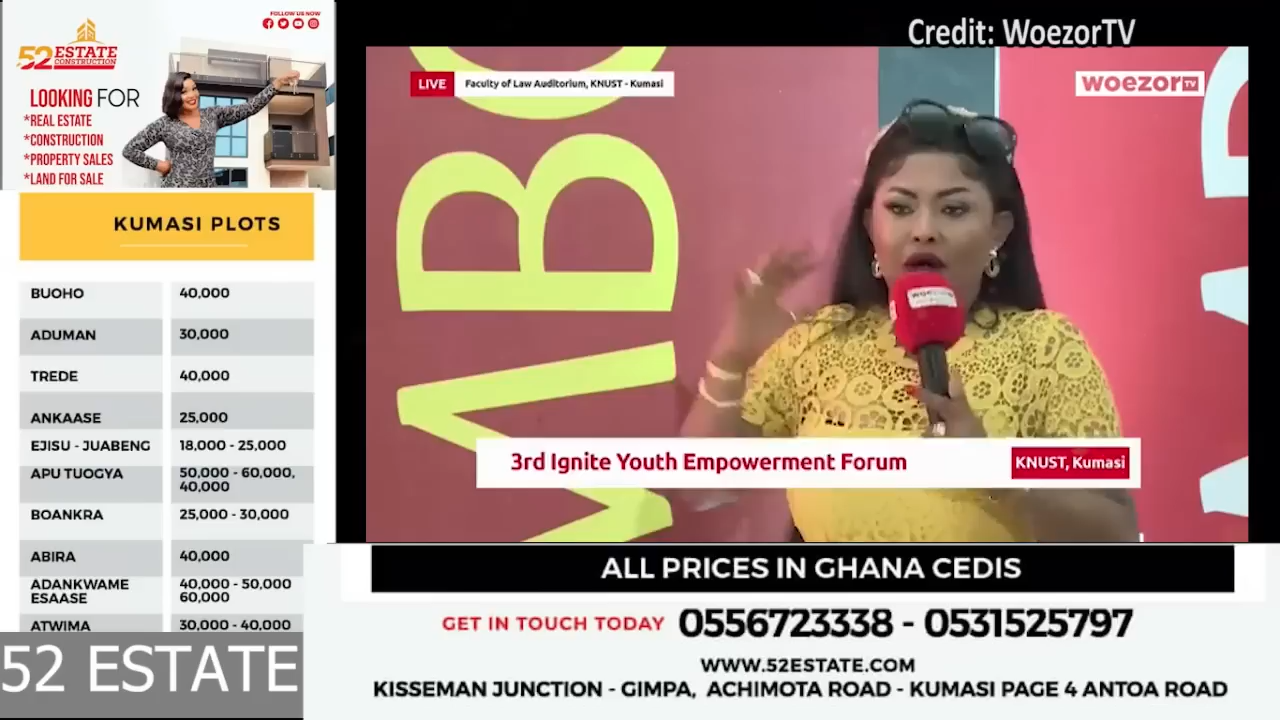 FOLLOW US NOW
52 ESTATE
CONSTRUCTION
LOOKING FOR
*REAL ESTATE
*CONSTRUCTION
*PROPERTY SALES
*LAND FOR SALE
KUMASI PLOTS
BUOHO 40,000
ADUMAN 30,000
TREDE 40,000
ANKAASE 25,000
EJISU - JUABENG 18,000 - 25,000
APU TUOGYA 50,000 - 60,000,
40,000
BOANKRA 25,000 - 30,000
ABIRA 40,000
ADANKWAME 40,000 - 50,000
ESAASE 60,000
ATWIMA 30,000 - 40,000
52 ESTATE
Credit: WoezorTV
LIVE Faculty of Law Auditorium, KNUST - Kumasi
woezor TV
MBO
woezor
3rd Ignite Youth Empowerment Forum
KNUST, Kumasi
ALL PRICES IN GHANA CEDIS
GET IN TOUCH TODAY 0556723338 - 0531525797
WWW.52ESTATE.COM
KISSEMAN JUNCTION - GIMPA, ACHIMOTA ROAD - KUMASI PAGE 4 ANTOA ROAD